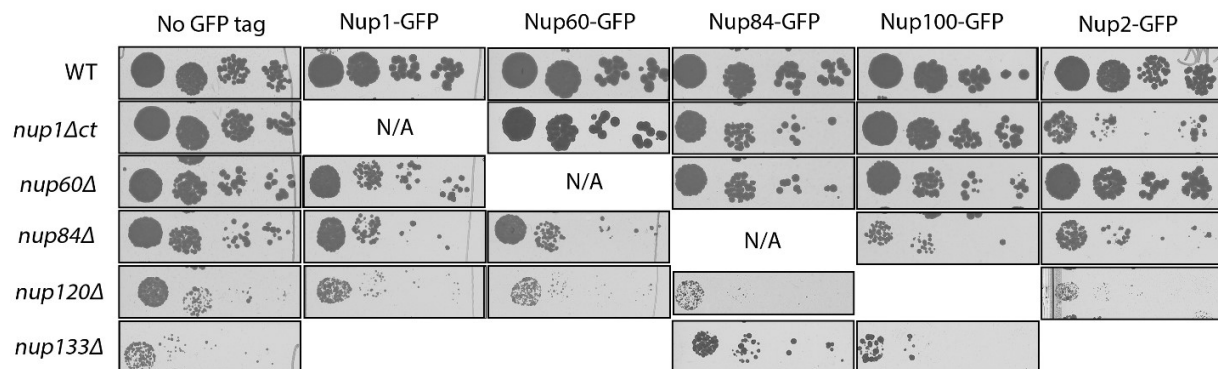 No GFP tag Nup1-GFP Nup60-GFP Nup84-GFP Nup100-GFP Nup2-GFP
WT
nup1Δct N/A
nup60Δ N/A
nup84Δ N/A
nup120Δ
nup133Δ